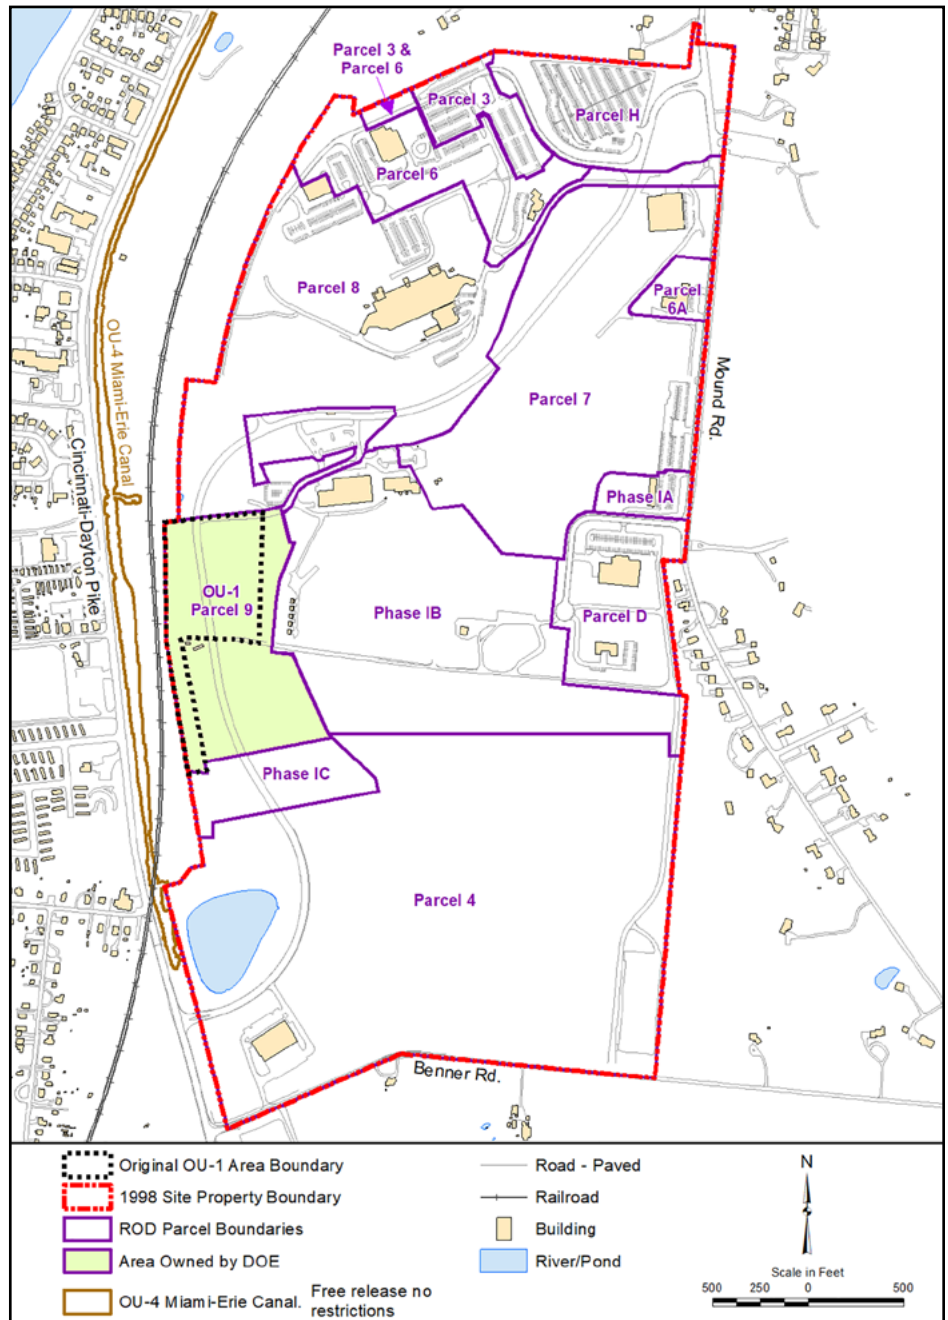 Parcel 3 &
Parcel 6
Parcel 3
Parcel H
Parcel 6
Parcel 8
Parcel
6A
Mound Rd.
Parcel 7
OU-4 Miami-Erie Canal
Cincinnati-Dayton Pike
Phase IA
OU-1
Parcel 9
Phase IB
Parcel D
Phase IC
Parcel 4
Benner Rd.
Original OU-1 Area Boundary
1998 Site Property Boundary
ROD Parcel Boundaries
Area Owned by DOE
OU-4 Miami-Erie Canal. Free release no
restrictions
Road - Paved
Railroad
Building
River/Pond
N
Scale in Feet
500 250 0 500